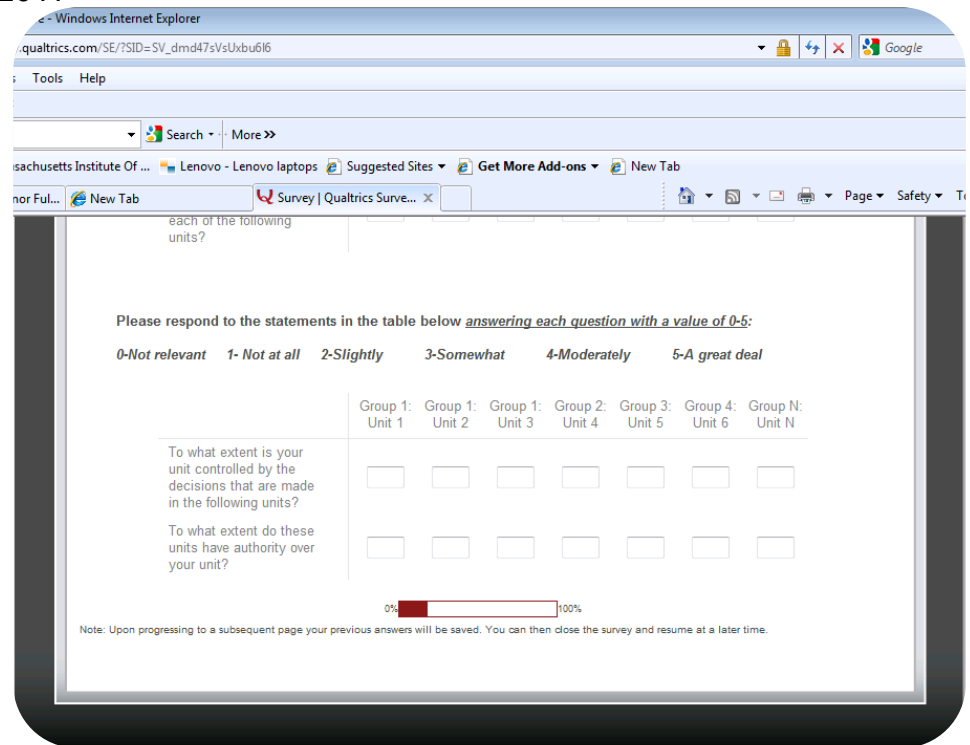 - Windows Internet Explorer
.qualtrics.com/SE/?SID=SV_dmd47sVsUxbu6l6
Google
Tools Help
Search More >>
sachusetts Institute Of ... Lenovo - Lenovo laptops Suggested Sites Get More Add-ons New Tab
nor Ful... New Tab Survey | Qualtrics Surve... x Page Safety
each of the following
units?
Please respond to the statements in the table below answering each question with a value of 0-5:
0-Not relevant 1- Not at all 2-Slightly 3-Somewhat 4-Moderately 5-A great deal
Group 1: Group 1: Group 1: Group 2: Group 3: Group 4: Group N:
Unit 1 Unit 2 Unit 3 Unit 4 Unit 5 Unit 6 Unit N
To what extent is your
unit controlled by the
decisions that are made
in the following units?
To what extent do these
units have authority over
your unit?
0% 100%
Note: Upon progressing to a subsequent page your previous answers will be saved. You can then close the survey and resume at a later time.